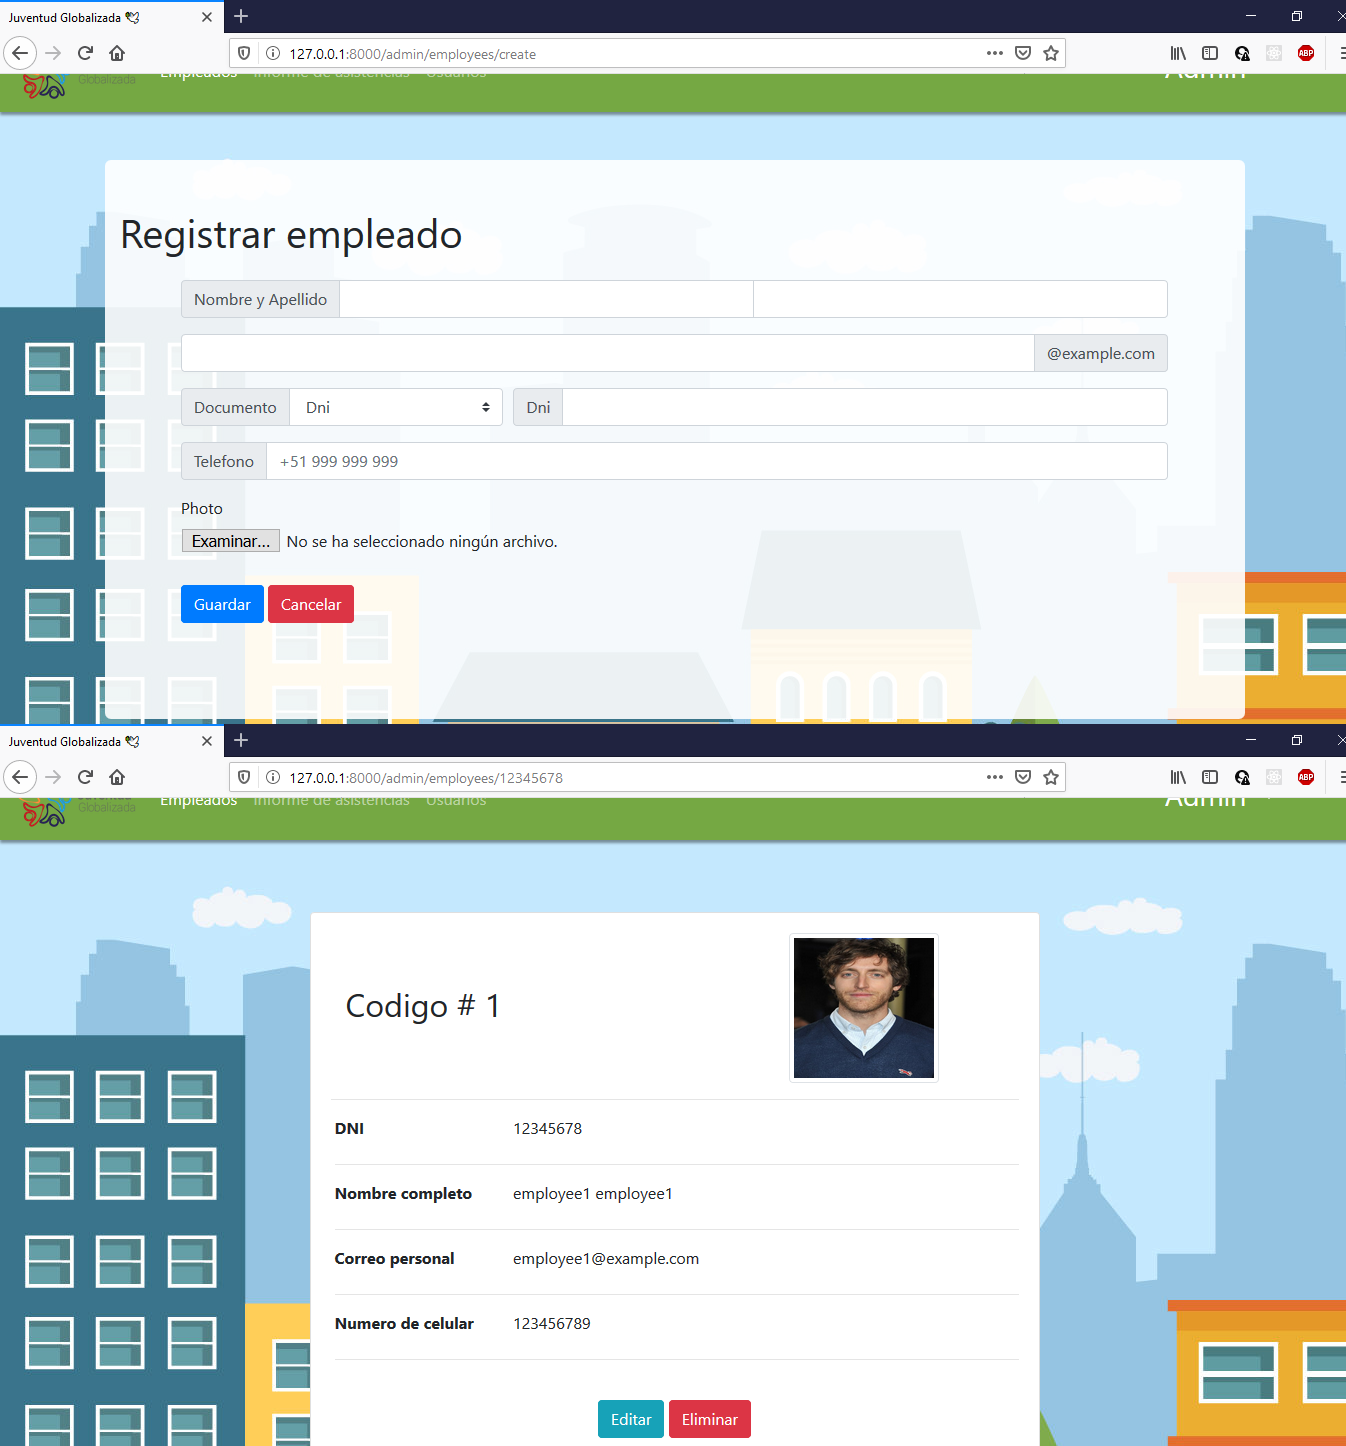 Juventud Globalizada
127.0.0.1:8000/admin/employees/create
ABP
Globalizada
Empleados Informe de asistencias Usuarios
Admin
Registrar empleado
Nombre y Apellido
@example.com
Documento Dni Dni
Telefono +51 999 999 999
Photo
Examinar... No se ha seleccionado ningún archivo.
Guardar Cancelar
Juventud Globalizada
127.0.0.1:8000/admin/employees/12345678
ABP
Juventud
Globalizada
Empleados Informe de asistencias Usuarios
Admin
Codigo # 1
DNI 12345678
Nombre completo employee1 employee1
Correo personal employee1@example.com
Numero de celular 123456789
Editar Eliminar